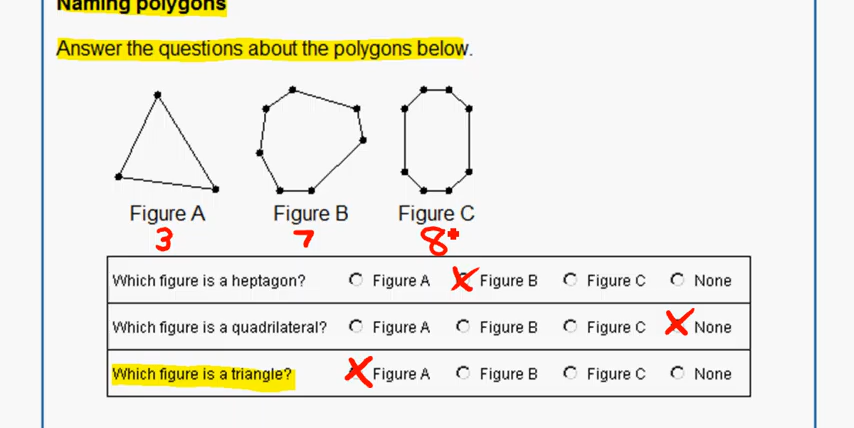 Naming polygons
Answer the questions about the polygons below.
Figure A Figure B Figure C
3 7 8
Which figure is a heptagon? Figure A Figure B Figure C None
Which figure is a quadrilateral? Figure A Figure B Figure C None
Which figure is a triangle? Figure A Figure B Figure C None